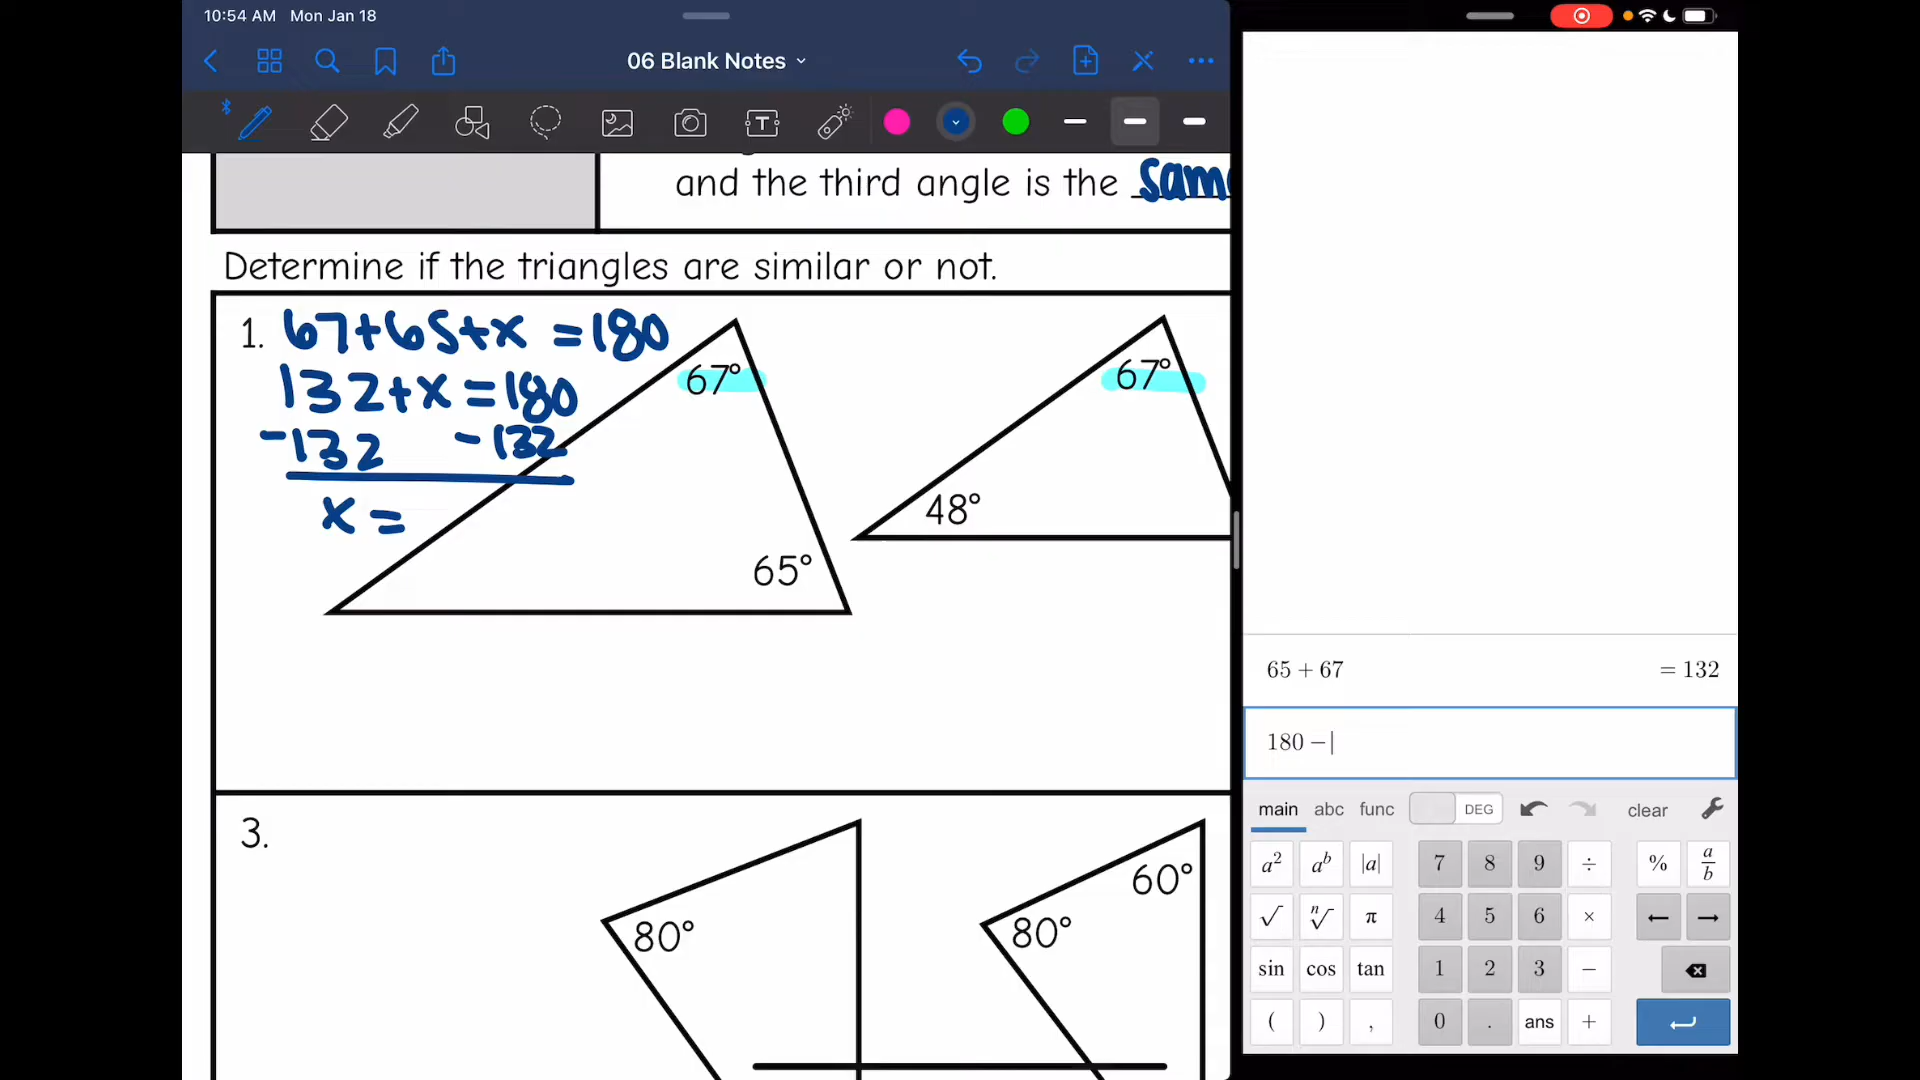 10:54 AM Mon Jan 18
06 Blank Notes
and the third angle is the
Determine if the triangles are similar or not.
1. 67+65+x=180
132+x=180
-132 -132
x=
67°
65°
67°
48°
3.
80°
60°
80°
65 + 67 = 132
180 −
main abc func DEG clear
a² aᵇ |a| 7 8 9 ÷ % a/b
√ ⁿ√ π 4 5 6 × ← →
sin cos tan 1 2 3 −
( ) , 0 . ans +